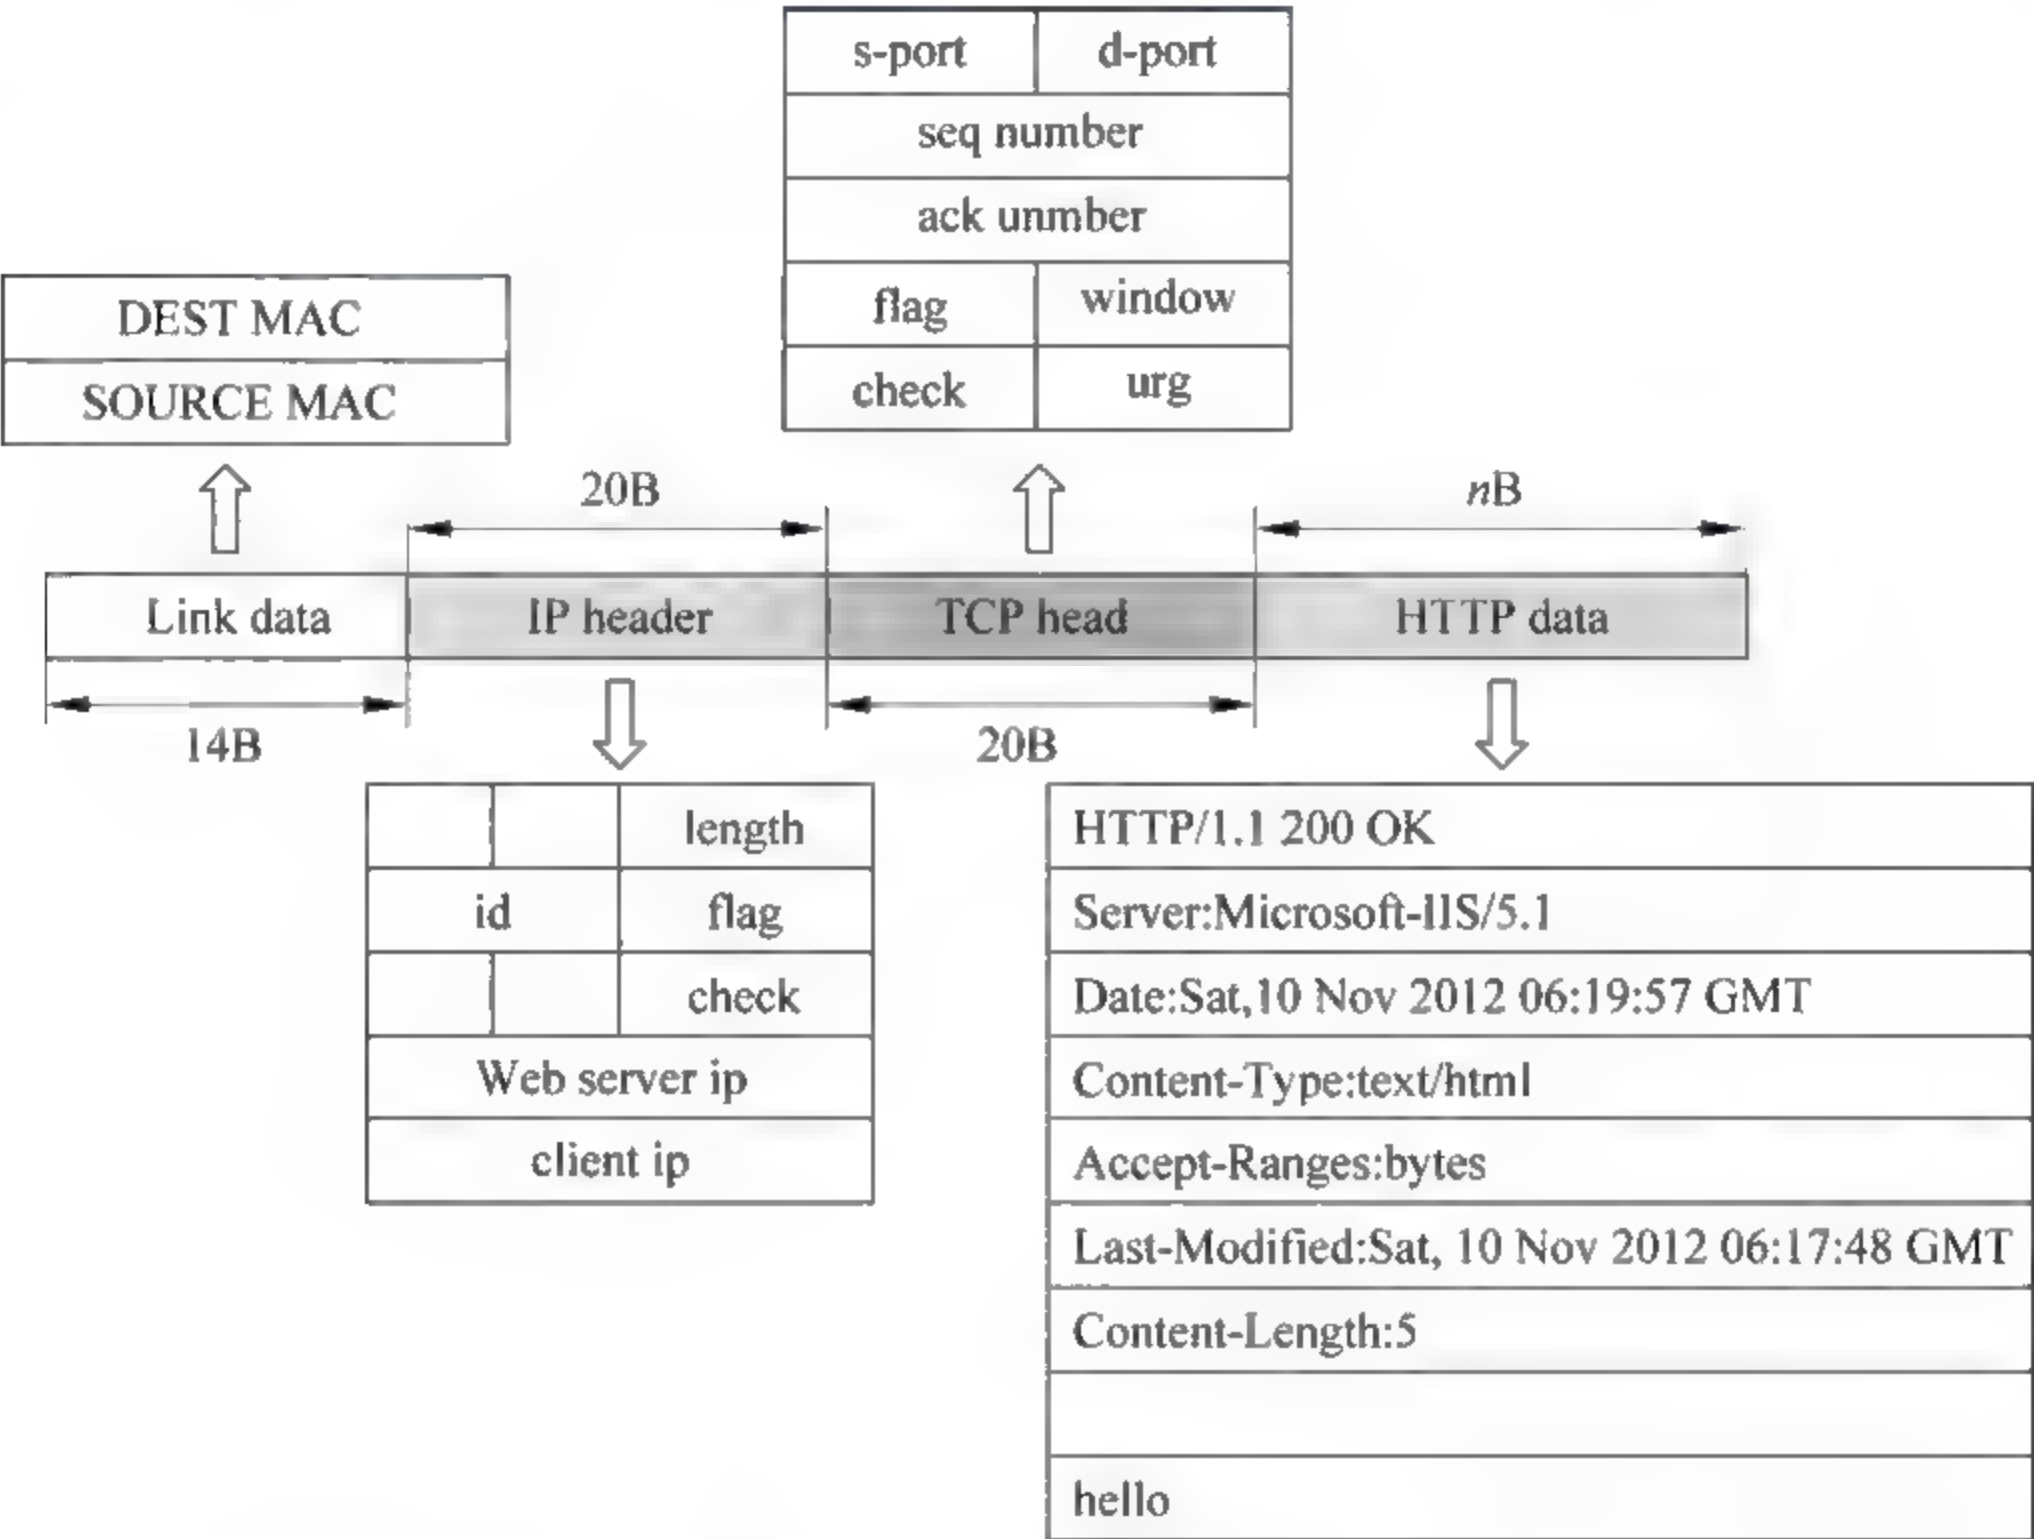 s-port d-port
seq number
ack unmber
flag window
check urg
DEST MAC
SOURCE MAC
20B
nB
Link data IP header TCP head HTTP data
14B
20B
length
id flag
check
Web server ip
client ip
HTTP/1.1 200 OK
Server:Microsoft-IIS/5.1
Date:Sat,10 Nov 2012 06:19:57 GMT
Content-Type:text/html
Accept-Ranges:bytes
Last-Modified:Sat, 10 Nov 2012 06:17:48 GMT
Content-Length:5
hello